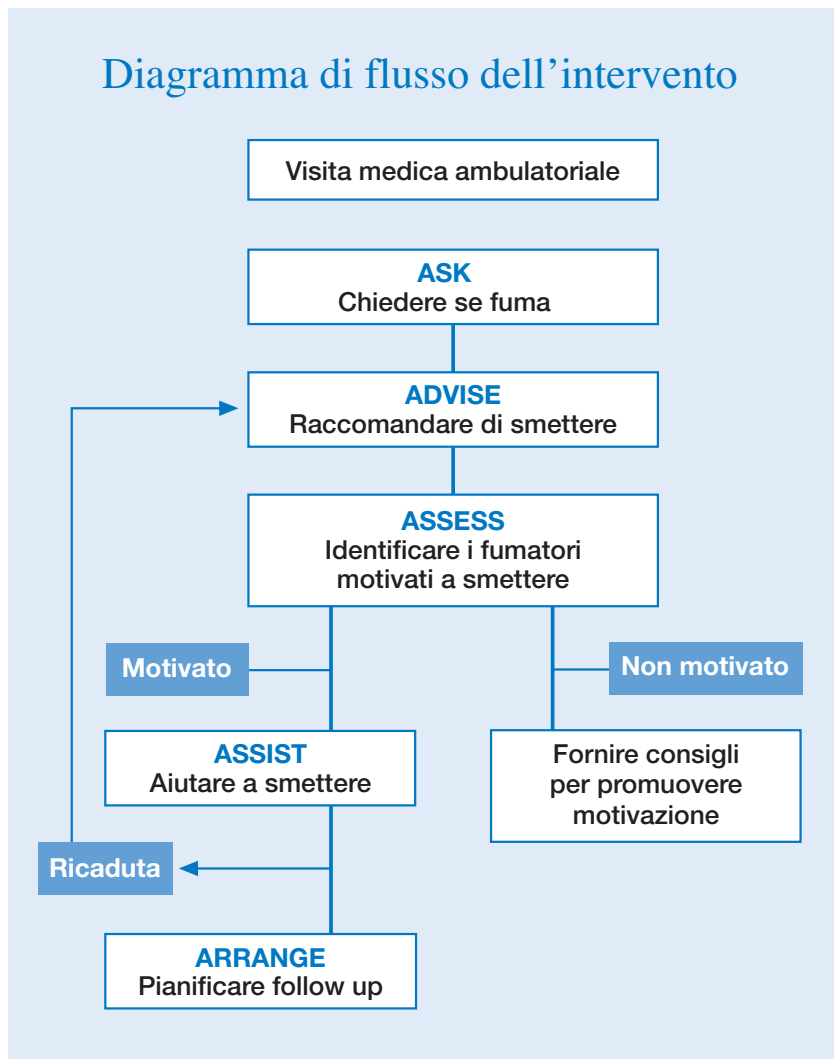 Diagramma di flusso dell’intervento
Visita medica ambulatoriale
ASK
Chiedere se fuma
ADVISE
Raccomandare di smettere
ASSESS
Identificare i fumatori
motivati a smettere
Motivato
Non motivato
ASSIST
Aiutare a smettere
Fornire consigli
per promuovere
motivazione
Ricaduta
ARRANGE
Pianificare follow up